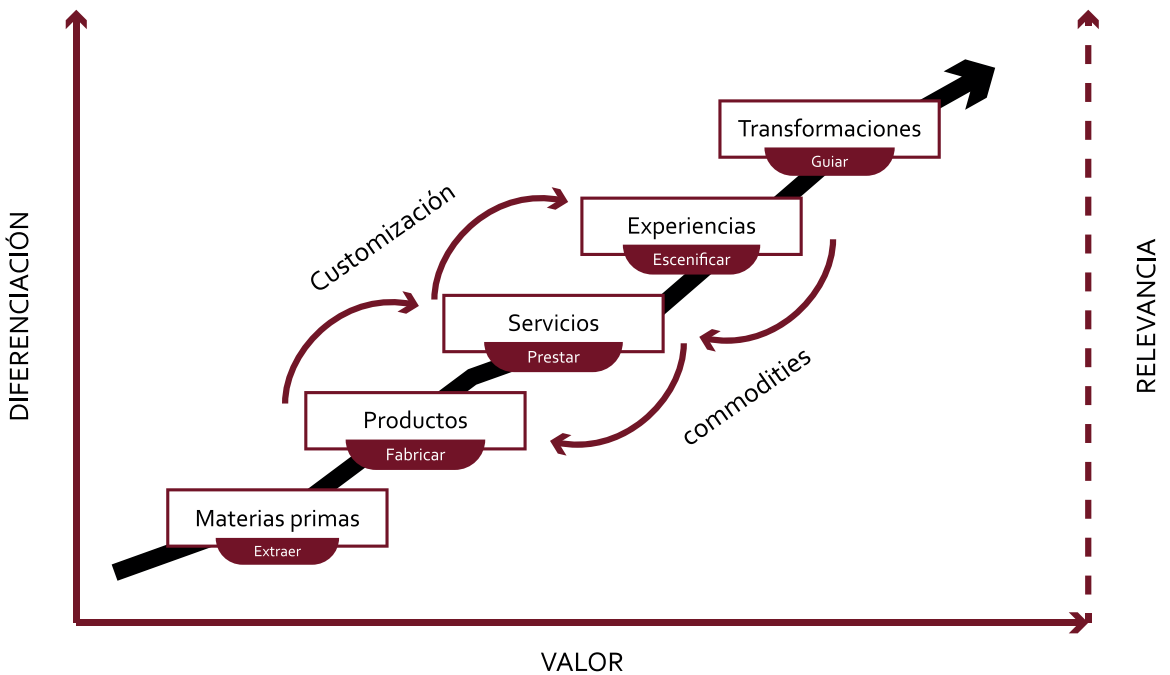 Transformaciones
Guiar
Customización
Experiencias
Escenificar
DIFERENCIACIÓN
RELEVANCIA
Servicios
Prestar
commodities
Productos
Fabricar
Materias primas
Extraer
VALOR